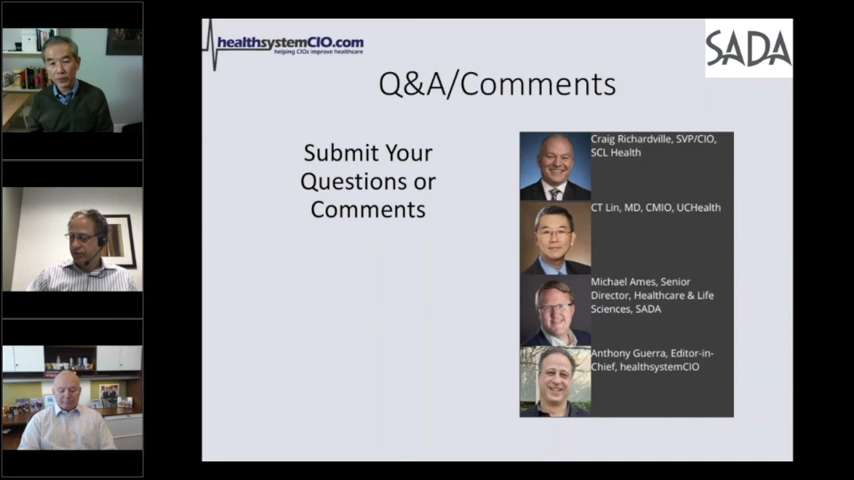 healthsystemCIO.com
helping CIOs improve healthcare
SADA
Q&A/Comments
Submit Your
Questions or
Comments
Craig Richardville, SVP/CIO,
SCL Health
CT Lin, MD, CMIO, UCHealth
Michael Ames, Senior
Director, Healthcare & Life
Sciences, SADA
Anthony Guerra, Editor-in-
Chief, healthsystemCIO